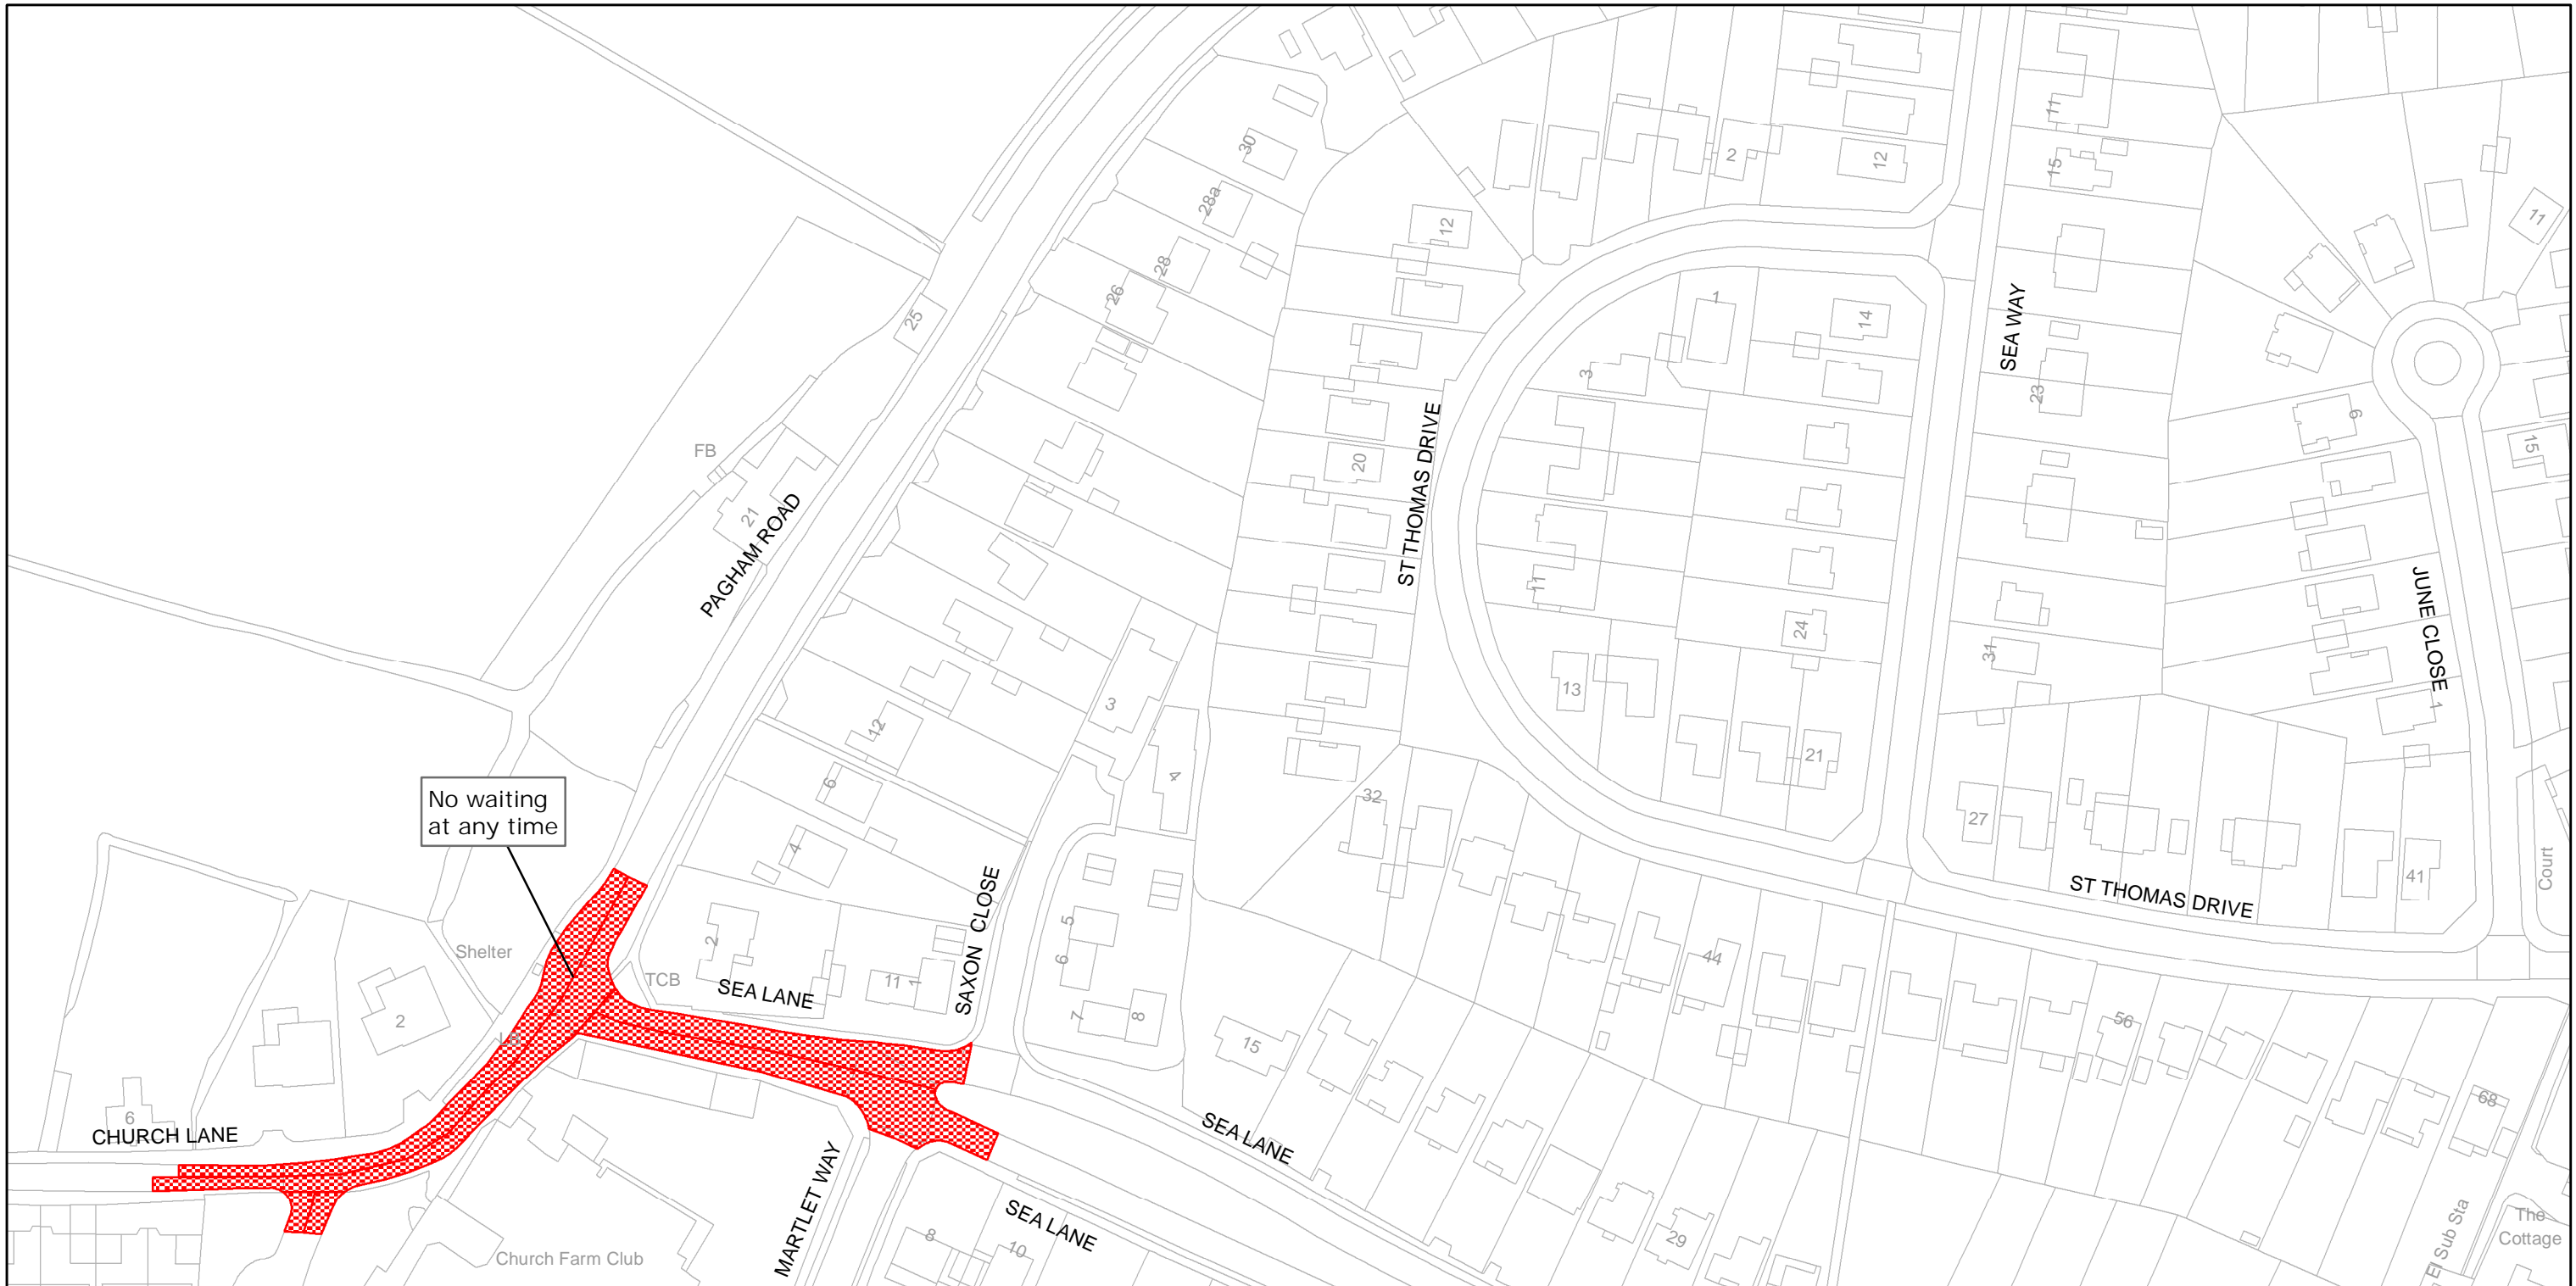 30
28a
28
26
25
FB
21
PAGHAM ROAD
12
6
4
2
3
4
12
20
32
ST THOMAS DRIVE
2
12
1
14
3
11
24
13
21
11
15
SEA WAY
23
31
27
11
9
15
JUNE CLOSE
1
41
Court
ST THOMAS DRIVE
No waiting
at any time
Shelter
TCB
SEA LANE
11
1
SAXON CLOSE
5
6
7
8
2
LB
6
CHURCH LANE
Church Farm Club
MARTLET WAY
8
10
SEA LANE
SEA LANE
15
29
44
56
68
El Sub Sta
The
Cottage